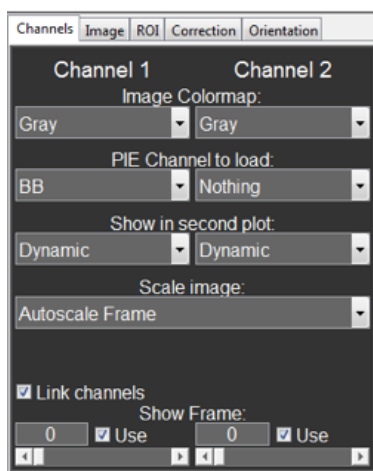 Channels Image ROI Correction Orientation
Channel 1 Channel 2
Image Colormap:
Gray Gray
PIE Channel to load:
BB Nothing
Show in second plot:
Dynamic Dynamic
Scale image:
Autoscale Frame
Link channels
Show Frame:
0 Use 0 Use